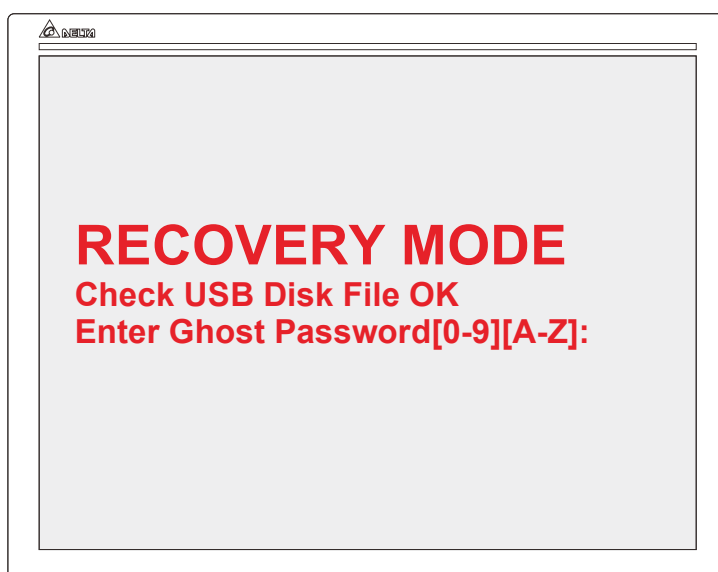 DELTA
RECOVERY MODE
Check USB Disk File OK
Enter Ghost Password[0-9][A-Z]: